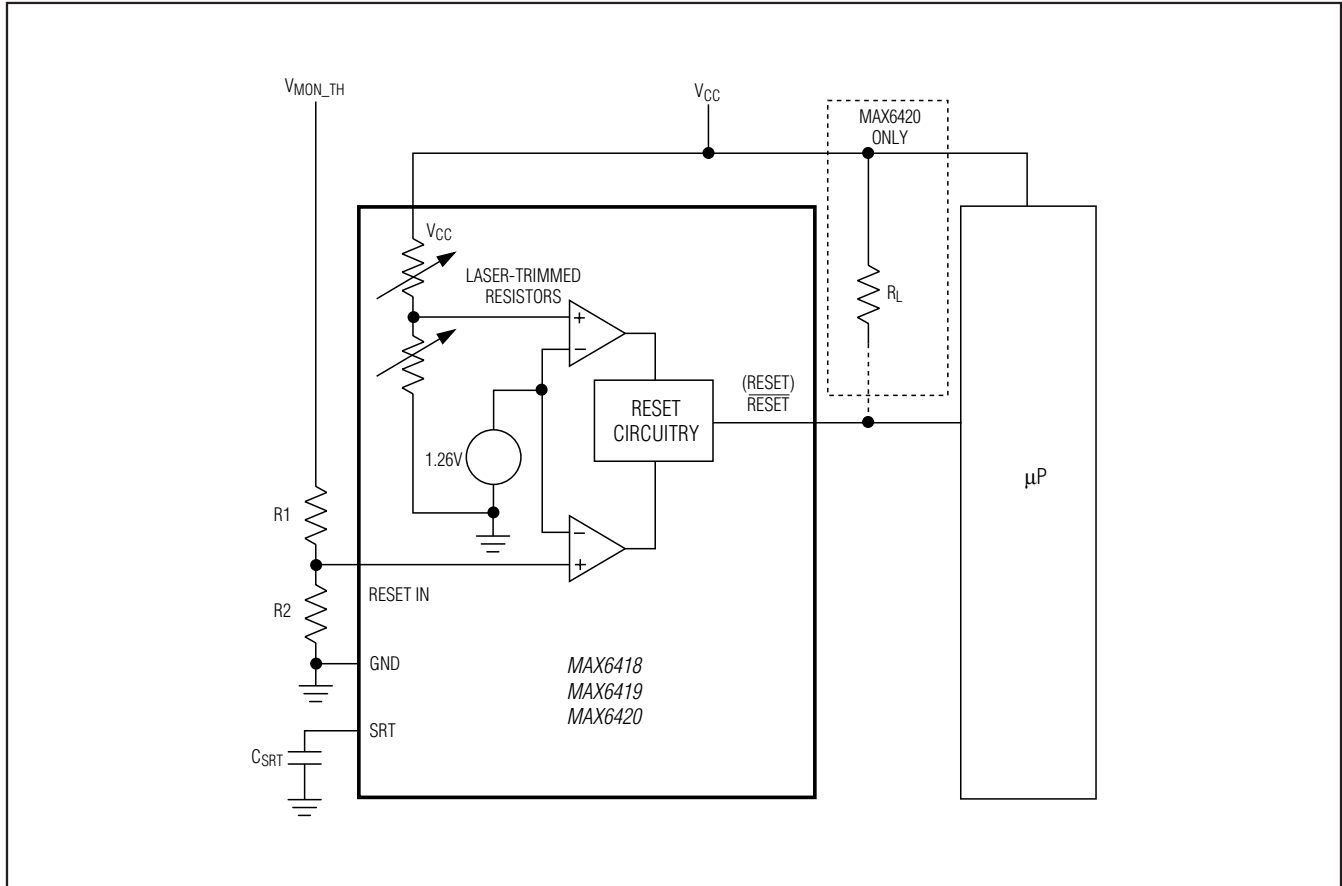 V_MON_TH
V_CC
MAX6420
ONLY
V_CC
LASER-TRIMMED
RESISTORS
+
−
R_L
(RESET)
RESET
RESET
CIRCUITRY
1.26V
μP
R1
−
+
RESET IN
R2
GND
MAX6418
MAX6419
MAX6420
SRT
C_SRT